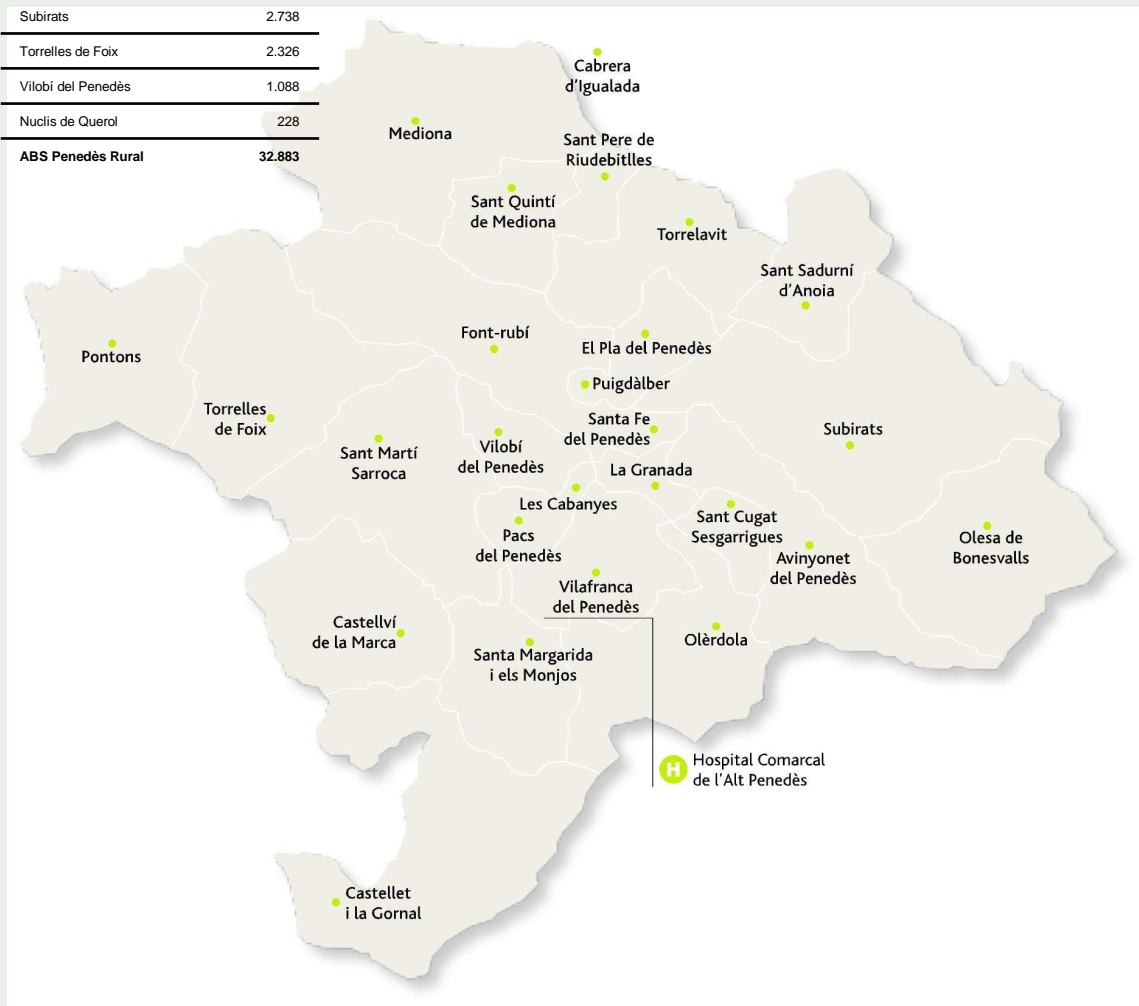 Subirats 2.738
Torrelles de Foix 2.326
Vilobí del Penedès 1.088
Nuclis de Querol 228
ABS Penedès Rural 32.883
Cabrera
d'Igualada
Mediona
Sant Pere de
Riudebitlles
Sant Quintí
de Mediona
Torrelavit
Sant Sadurní
d'Anoia
Font-rubí
El Pla del Penedès
Pontons
Puigdàlber
Torrelles
de Foix
Santa Fe
del Penedès
Subirats
Sant Martí
Sarroca
Vilobí
del Penedès
La Granada
Les Cabanyes
Sant Cugat
Sesgarrigues
Pacs
del Penedès
Olesa de
Bonesvalls
Avinyonet
del Penedès
Vilafranca
del Penedès
Castellví
de la Marca
Olèrdola
Santa Margarida
i els Monjos
H Hospital Comarcal
de l'Alt Penedès
Castellet
i la Gornal